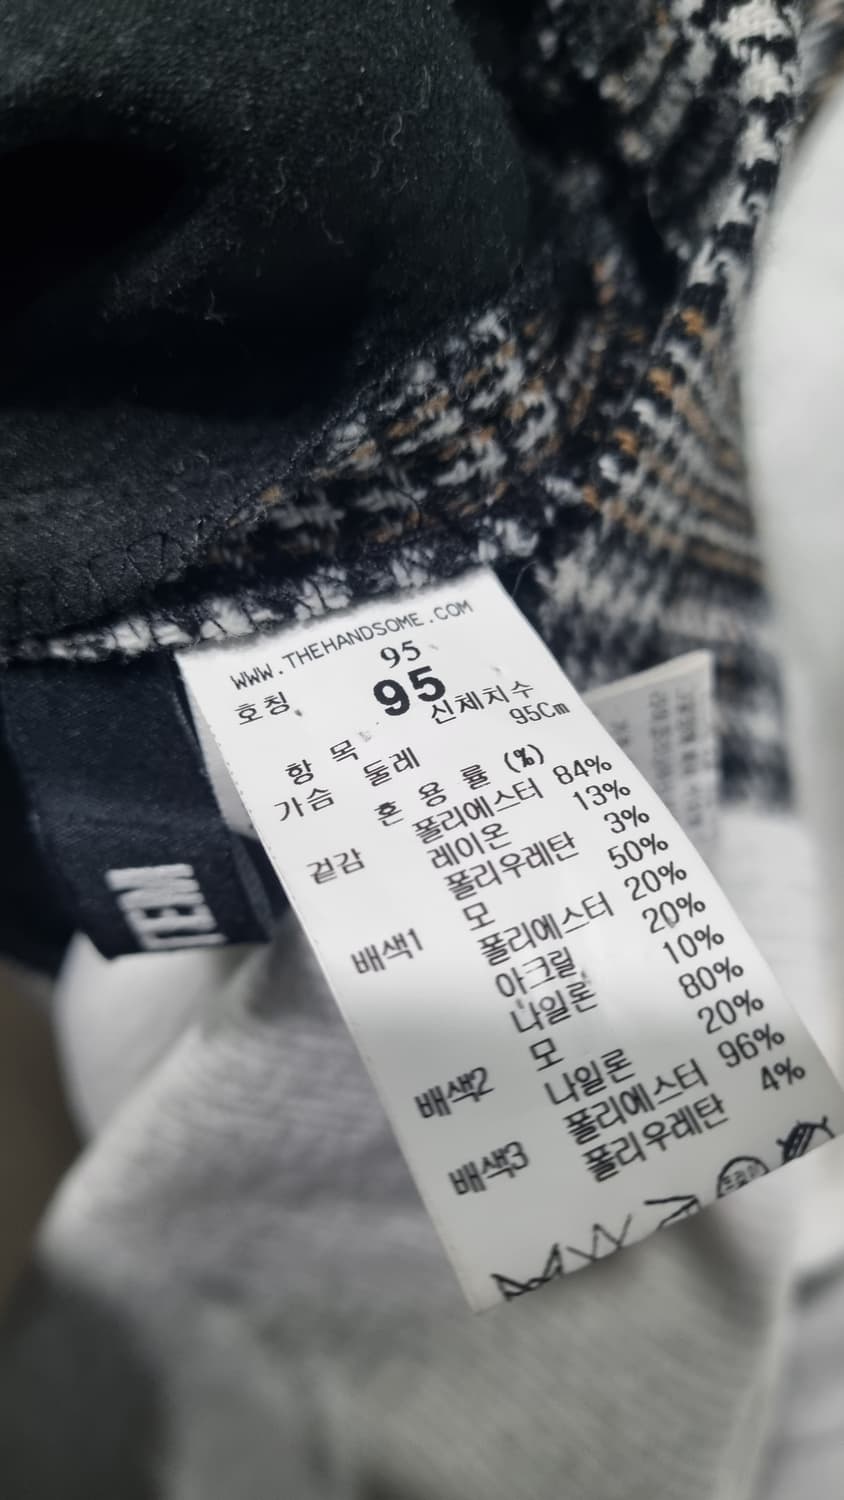 WWW.THEHANDSOME.COM
95
호칭 95
항 목 신체치수
가슴 둘레 95Cm
혼 용 률 (%)
겉감 폴리에스터 84%
레이온 13%
폴리우레탄 3%
배색1 모 50%
폴리에스터 20%
아크릴 20%
나일론 10%
배색2 모 80%
나일론 20%
배색3 폴리에스터 96%
폴리우레탄 4%